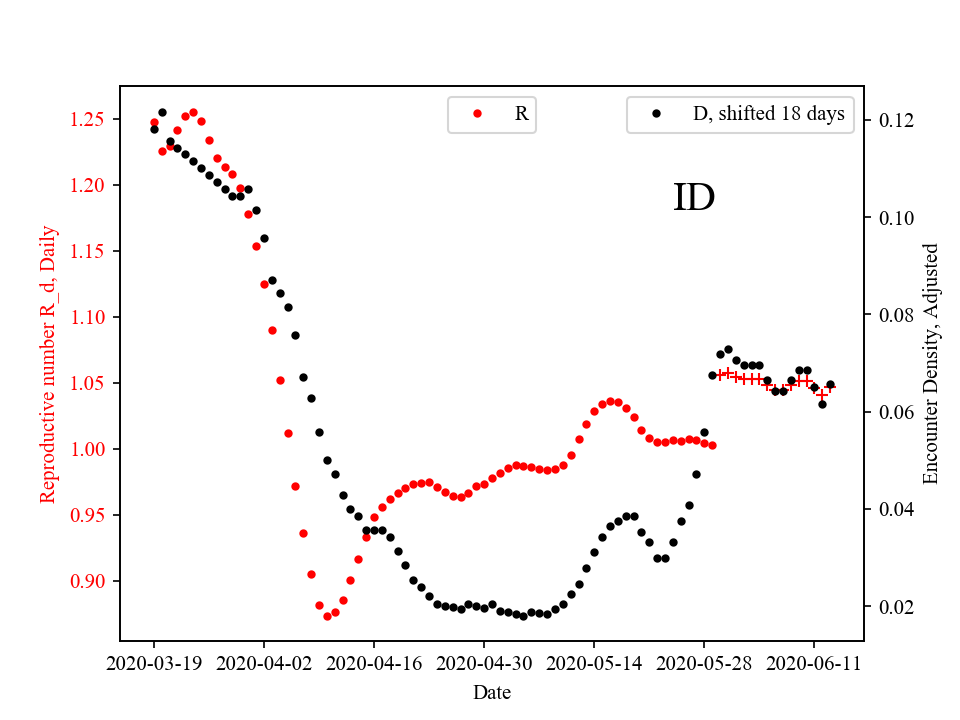 R
D, shifted 18 days
ID
1.25
1.20
1.15
1.10
1.05
1.00
0.95
0.90
Reproductive number R_d, Daily
0.12
0.10
0.08
0.06
0.04
0.02
Encounter Density, Adjusted
2020-03-19 2020-04-02 2020-04-16 2020-04-30 2020-05-14 2020-05-28 2020-06-11
Date